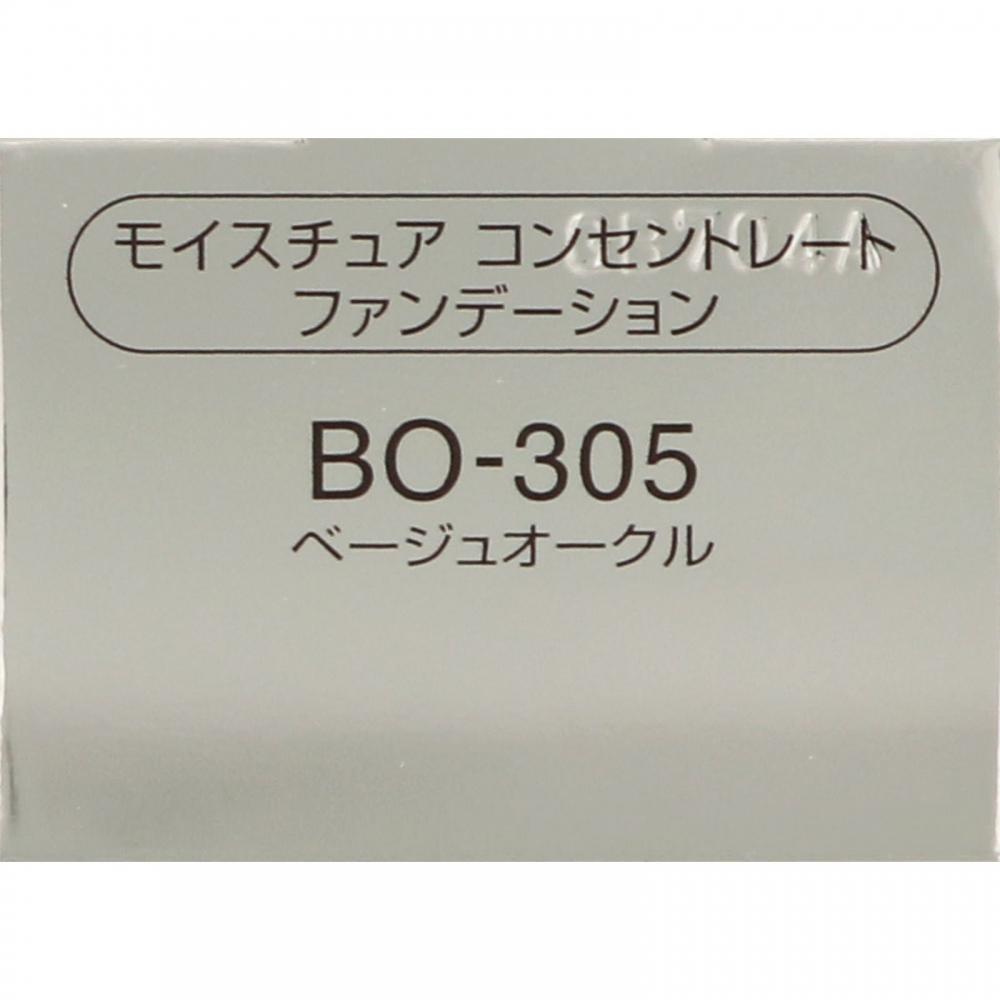 モイスチュア コンセントレート
ファンデーション
BO-305
ベージュオークル